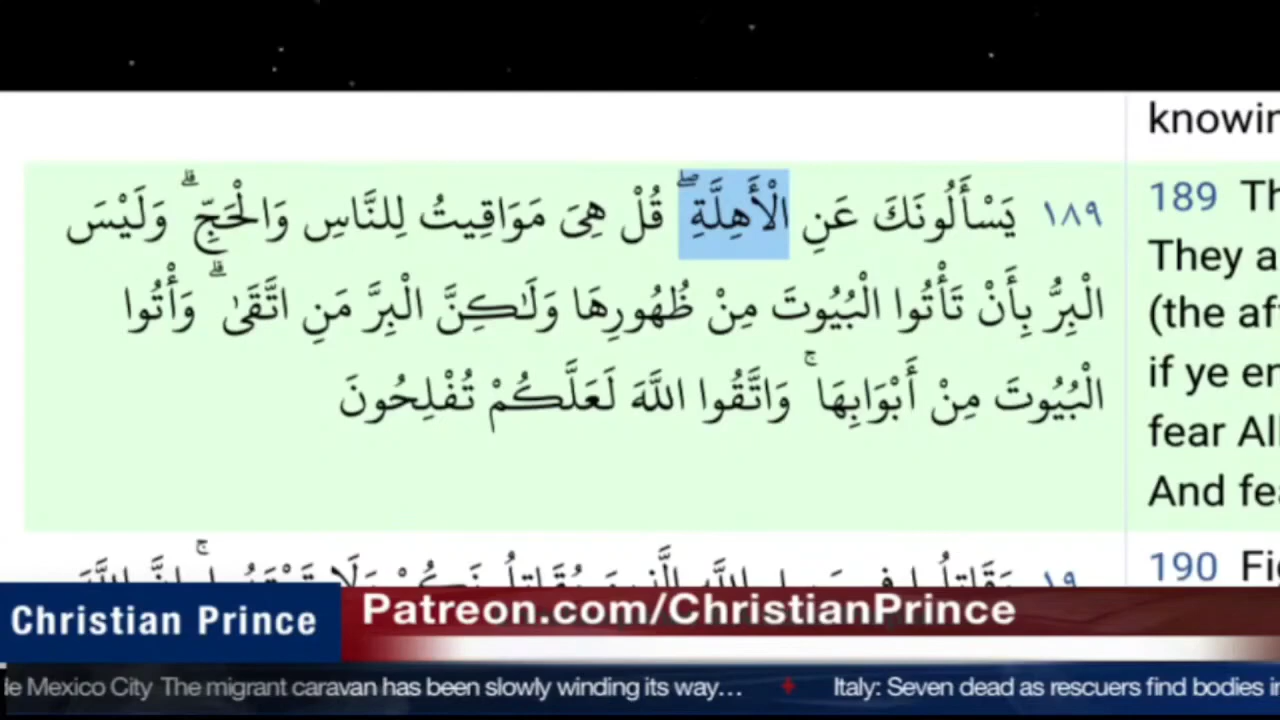 knowin
١٨٩ يَسْأَلُونَكَ عَنِ الْأَهِلَّةِ ۖ قُلْ هِىَ مَوَاقِيتُ لِلنَّاسِ وَالْحَجِّ ۗ وَلَيْسَ
الْبِرُّ بِأَنْ تَأْتُوا الْبُيُوتَ مِنْ ظُهُورِهَا وَلَـٰكِنَّ الْبِرَّ مَنِ اتَّقَىٰ ۗ وَأْتُوا
الْبُيُوتَ مِنْ أَبْوَابِهَا ۚ وَاتَّقُوا اللَّهَ لَعَلَّكُمْ تُفْلِحُونَ
189 Th
They a
(the af
if ye en
fear All
And fea
190 Fig
Christian Prince
Patreon.com/ChristianPrince
le Mexico City The migrant caravan has been slowly winding its way... + Italy: Seven dead as rescuers find bodies in